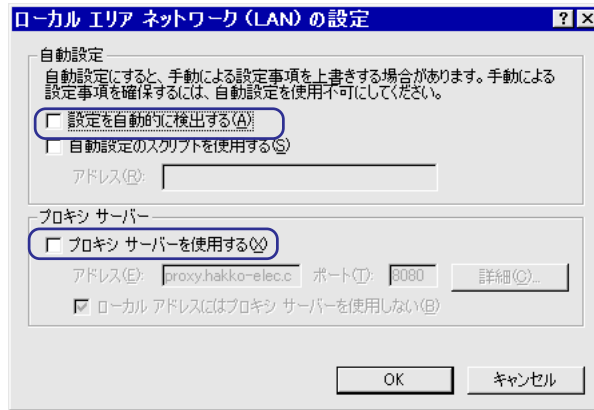 ローカル エリア ネットワーク (LAN) の設定
自動設定
自動設定にすると、手動による設定事項を上書きする場合があります。手動による
設定事項を確保するには、自動設定を使用不可にしてください。
設定を自動的に検出する(A)
自動設定のスクリプトを使用する(S)
アドレス(R):
プロキシ サーバー
プロキシ サーバーを使用する(X)
アドレス(E): proxy.hakko-elec.c ポート(T): 8080 詳細(C)...
ローカル アドレスにはプロキシ サーバーを使用しない(B)
OK キャンセル